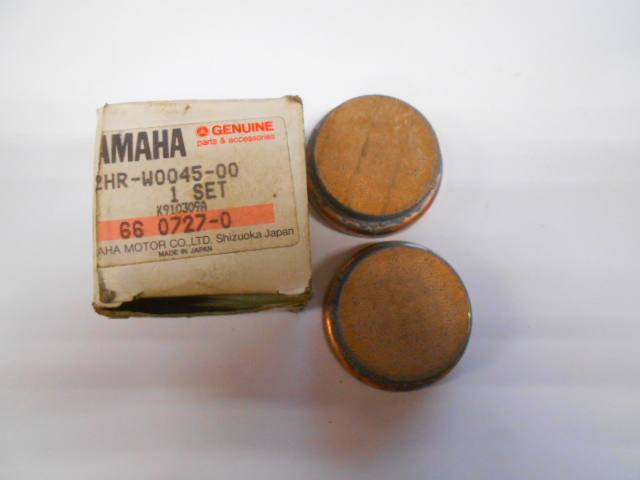 AMAHA GENUINE
parts & accessories
2HR-W0045-00
1 SET
K910309A
66 0727-0
AHA MOTOR CO.,LTD. Shizuoka Japan
MADE IN JAPAN